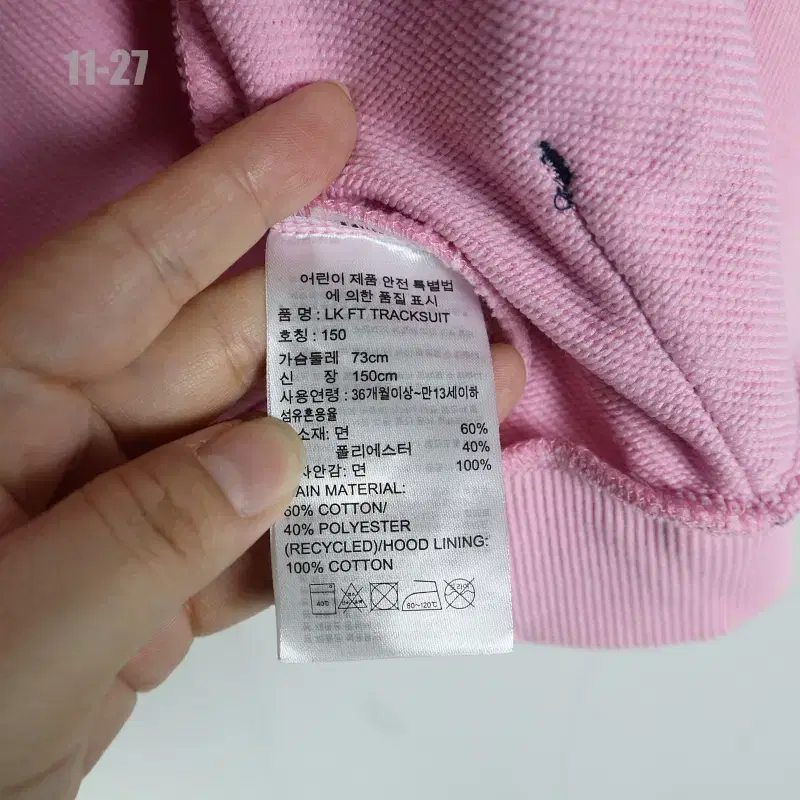 11-27
어린이 제품 안전 특별법
에 의한 품질 표시
품 명 : LK FT TRACKSUIT
호칭 : 150
가슴둘레 73cm
신 장 150cm
사용연령 : 36개월이상~만13세이하
섬유혼용율
소재: 면 60%
폴리에스터 40%
자안감: 면 100%
AIN MATERIAL:
60% COTTON/
40% POLYESTER
(RECYCLED)/HOOD LINING:
100% COTTON
40℃ 80~120℃